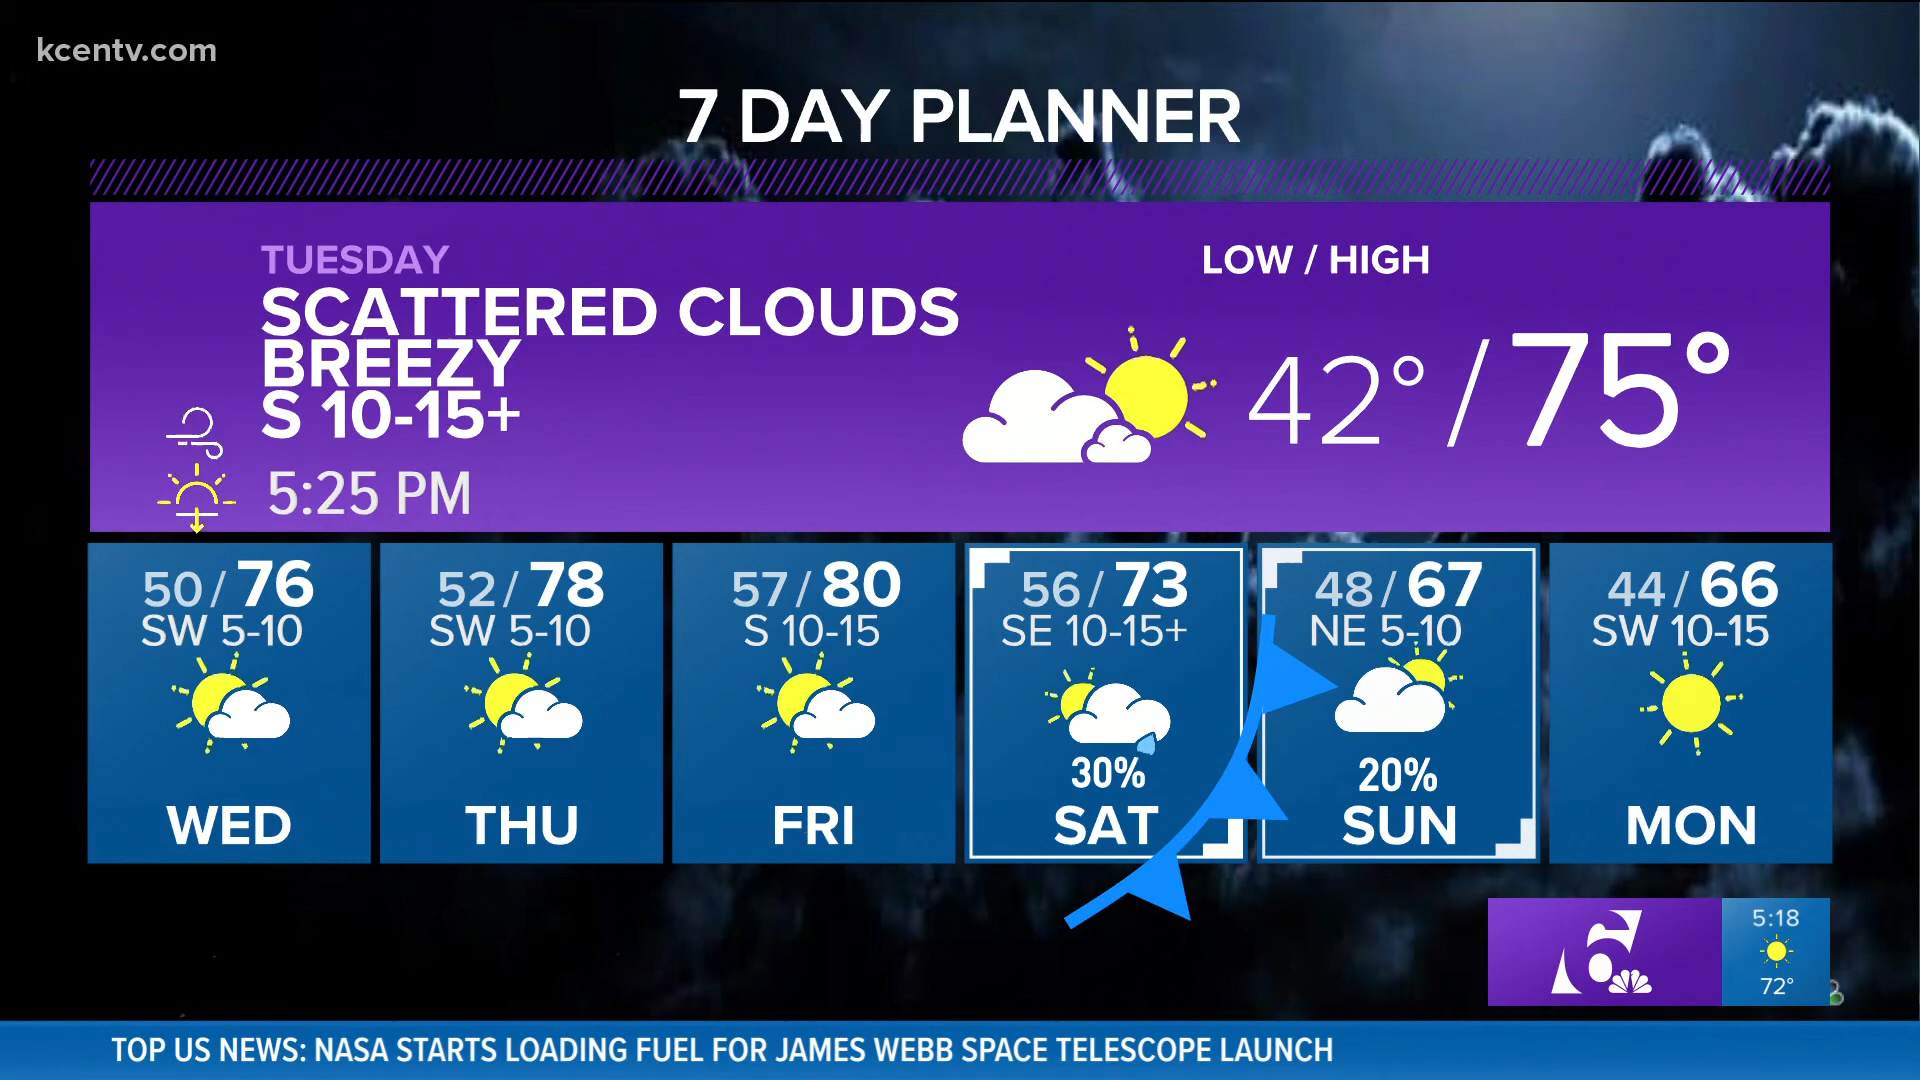 kcentv.com
7 DAY PLANNER
TUESDAY
SCATTERED CLOUDS
BREEZY
S 10-15+
5:25 PM
LOW / HIGH
42° / 75°
50 / 76
SW 5-10
WED
52 / 78
SW 5-10
THU
57 / 80
S 10-15
FRI
56 / 73
SE 10-15+
30%
SAT
48 / 67
NE 5-10
20%
SUN
44 / 66
SW 10-15
MON
6
5:18
72°
TOP US NEWS: NASA STARTS LOADING FUEL FOR JAMES WEBB SPACE TELESCOPE LAUNCH